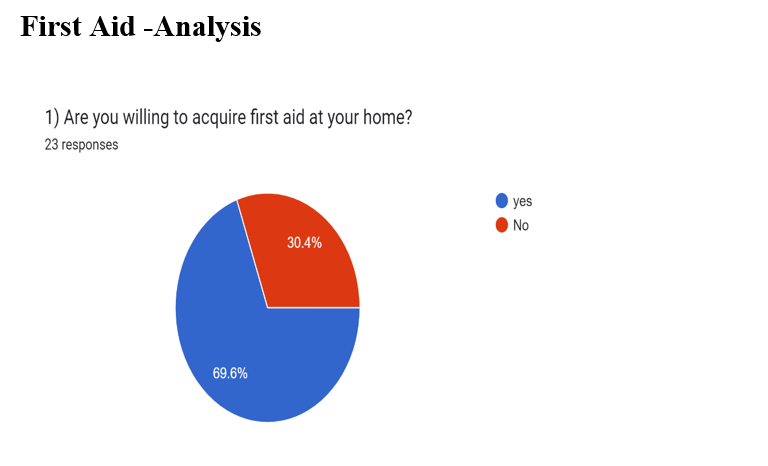 First Aid -Analysis
1) Are you willing to acquire first aid at your home?
23 responses
yes
No
30.4%
69.6%